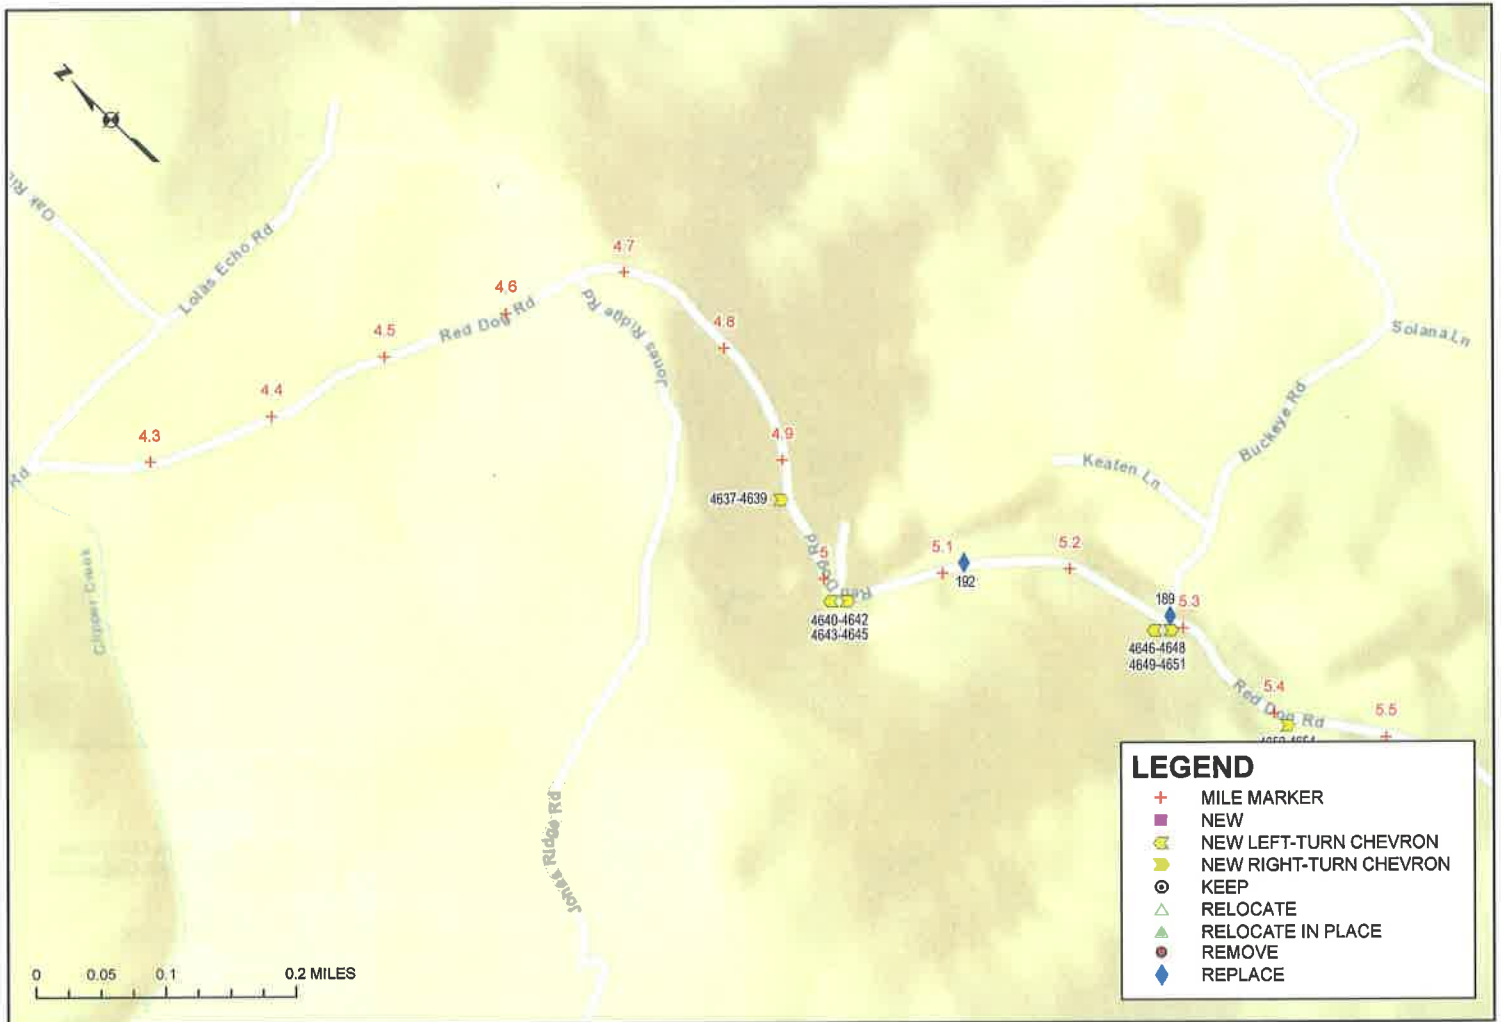 N
Oak Ri
Lolas Echo Rd
4.7
4.6
4.8
Red Dog Rd
4.5
Jones Ridge Rd
Solana Ln
4.4
Buckeye Rd
4.3
4.9
Rd
Keaten Ln
4637-4639
Red Dog Rd
5
5.1
5.2
192
Red
4640-4642
4643-4645
Clipper Creek
189
5.3
4646-4648
4649-4651
Red Dog Rd
5.4
5.5
Jones Ridge Rd
LEGEND
MILE MARKER
NEW
NEW LEFT-TURN CHEVRON
NEW RIGHT-TURN CHEVRON
KEEP
RELOCATE
RELOCATE IN PLACE
REMOVE
REPLACE
0 0.05 0.1 0.2 MILES